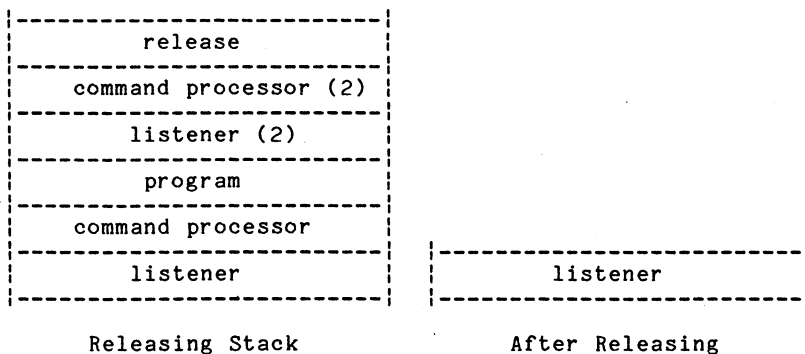 release
command processor (2)
listener (2)
program
command processor
listener
listener
Releasing Stack
After Releasing